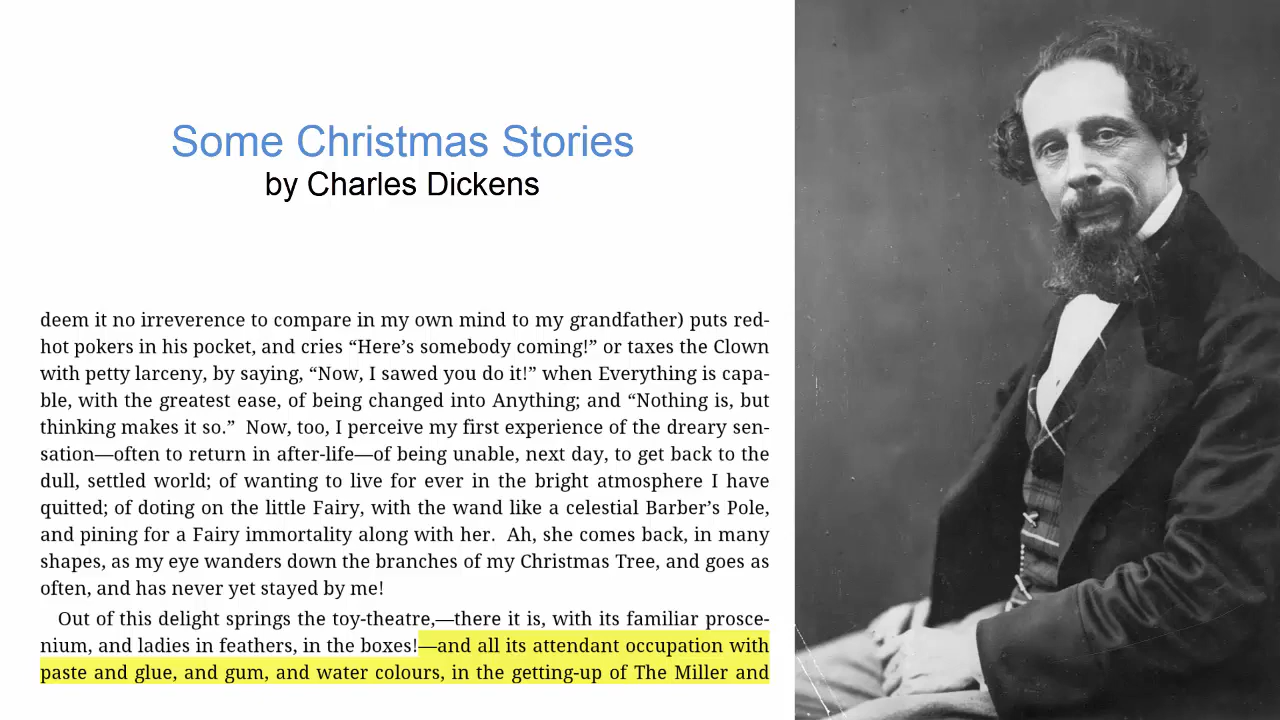 Some Christmas Stories
by Charles Dickens
deem it no irreverence to compare in my own mind to my grandfather) puts red-
hot pokers in his pocket, and cries “Here’s somebody coming!” or taxes the Clown
with petty larceny, by saying, “Now, I sawed you do it!” when Everything is capa-
ble, with the greatest ease, of being changed into Anything; and “Nothing is, but
thinking makes it so.”  Now, too, I perceive my first experience of the dreary sen-
sation—often to return in after-life—of being unable, next day, to get back to the
dull, settled world; of wanting to live for ever in the bright atmosphere I have
quitted; of doting on the little Fairy, with the wand like a celestial Barber’s Pole,
and pining for a Fairy immortality along with her.  Ah, she comes back, in many
shapes, as my eye wanders down the branches of my Christmas Tree, and goes as
often, and has never yet stayed by me!
Out of this delight springs the toy-theatre,—there it is, with its familiar prosce-
nium, and ladies in feathers, in the boxes!—and all its attendant occupation with
paste and glue, and gum, and water colours, in the getting-up of The Miller and